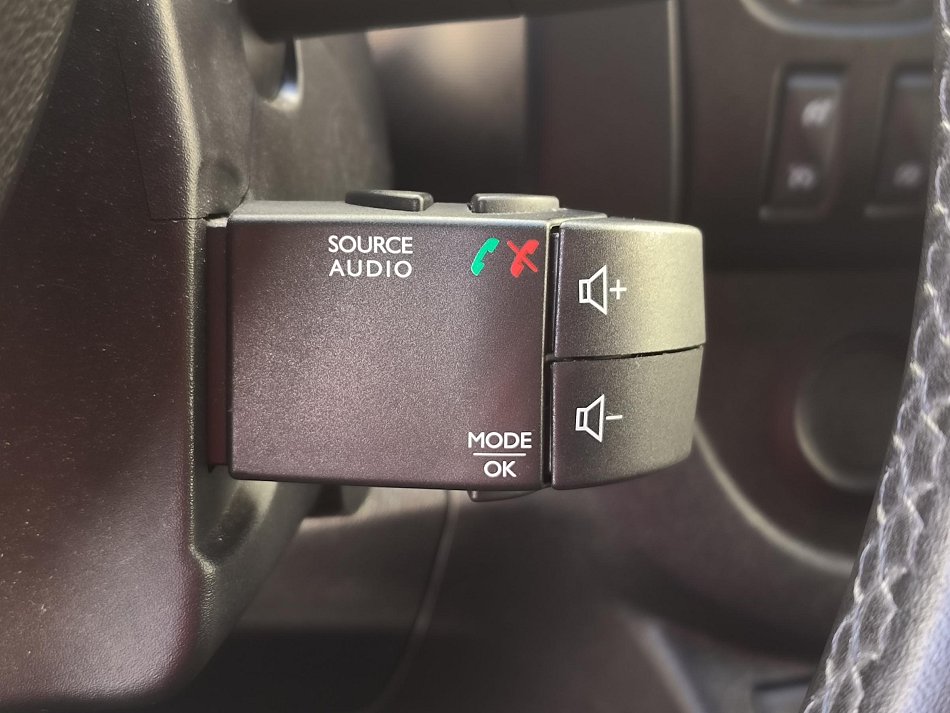 SOURCE
AUDIO
+
-
MODE
OK